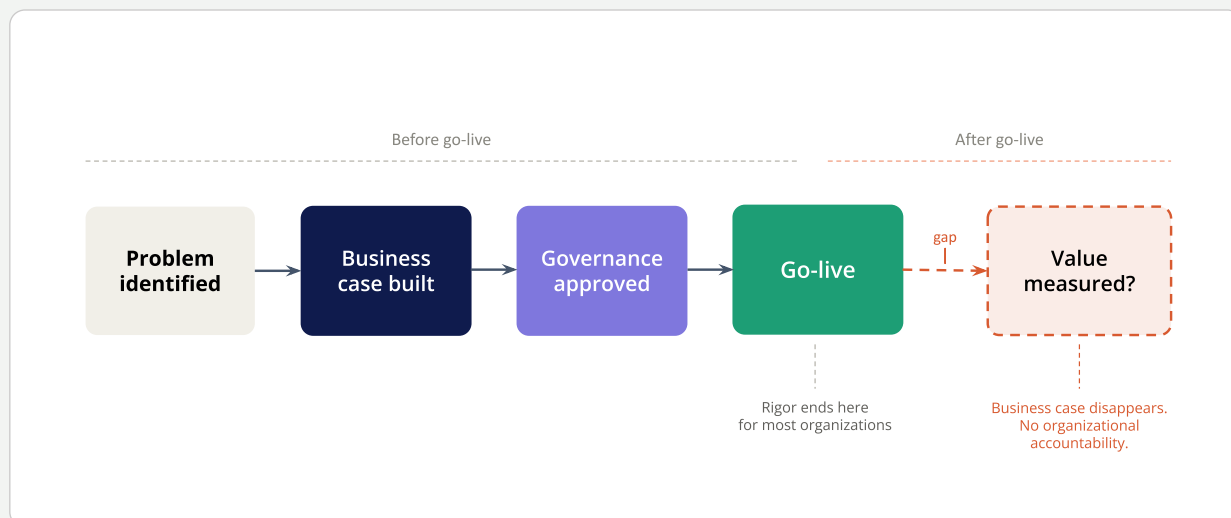 Before go-live
After go-live
Problem
identified
Business
case built
Governance
approved
Go-live
gap
Value
measured?
Rigor ends here
for most organizations
Business case disappears.
No organizational
accountability.